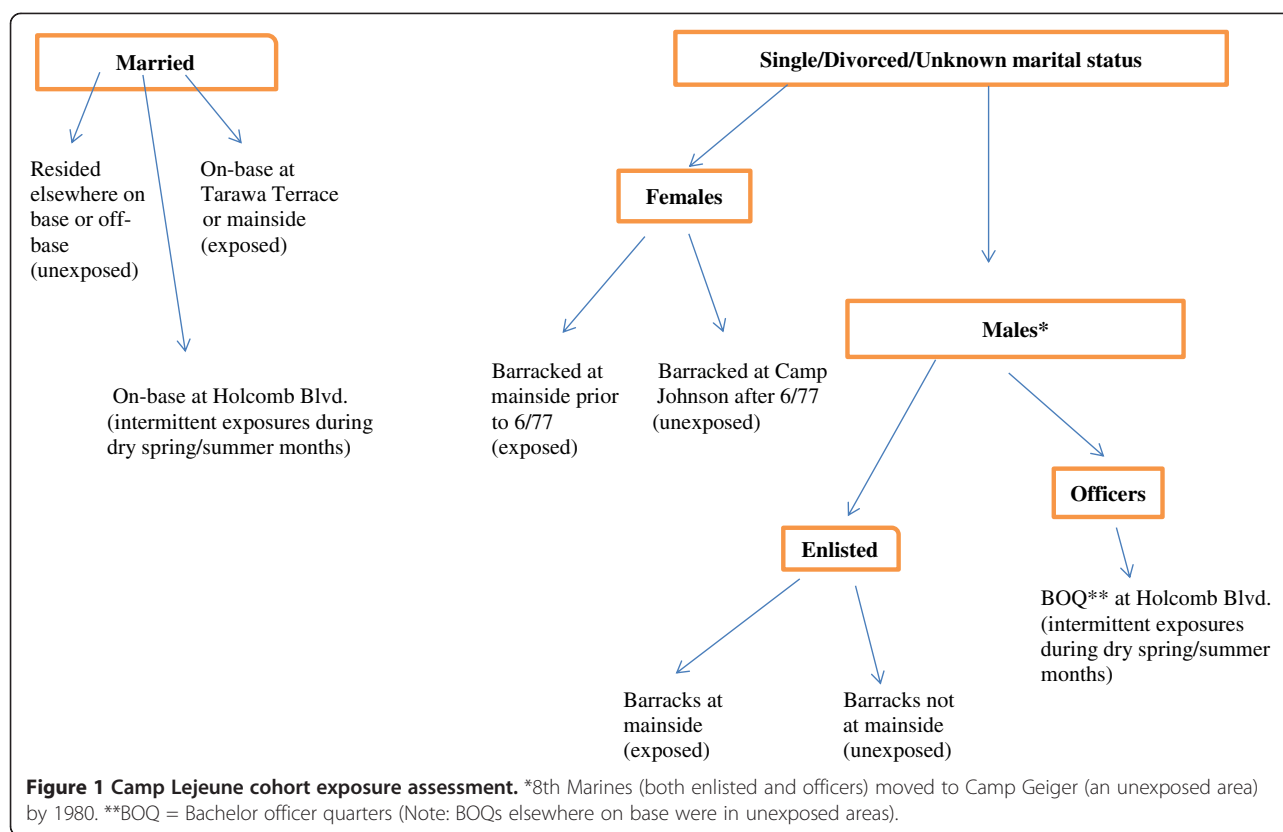 Married
Single/Divorced/Unknown marital status
Resided
elsewhere on
base or off-
base
(unexposed)
On-base at
Tarawa Terrace
or mainside
(exposed)
On-base at Holcomb Blvd.
(intermittent exposures during
dry spring/summer months)
Females
Barracked at
mainside prior
to 6/77
(exposed)
Barracked at Camp
Johnson after 6/77
(unexposed)
Males*
Enlisted
Officers
Barracks at
mainside
(exposed)
Barracks not
at mainside
(unexposed)
BOQ** at Holcomb Blvd.
(intermittent exposures
during dry spring/summer
months)
Figure 1 Camp Lejeune cohort exposure assessment. *8th Marines (both enlisted and officers) moved to Camp Geiger (an unexposed area)
by 1980. **BOQ = Bachelor officer quarters (Note: BOQs elsewhere on base were in unexposed areas).